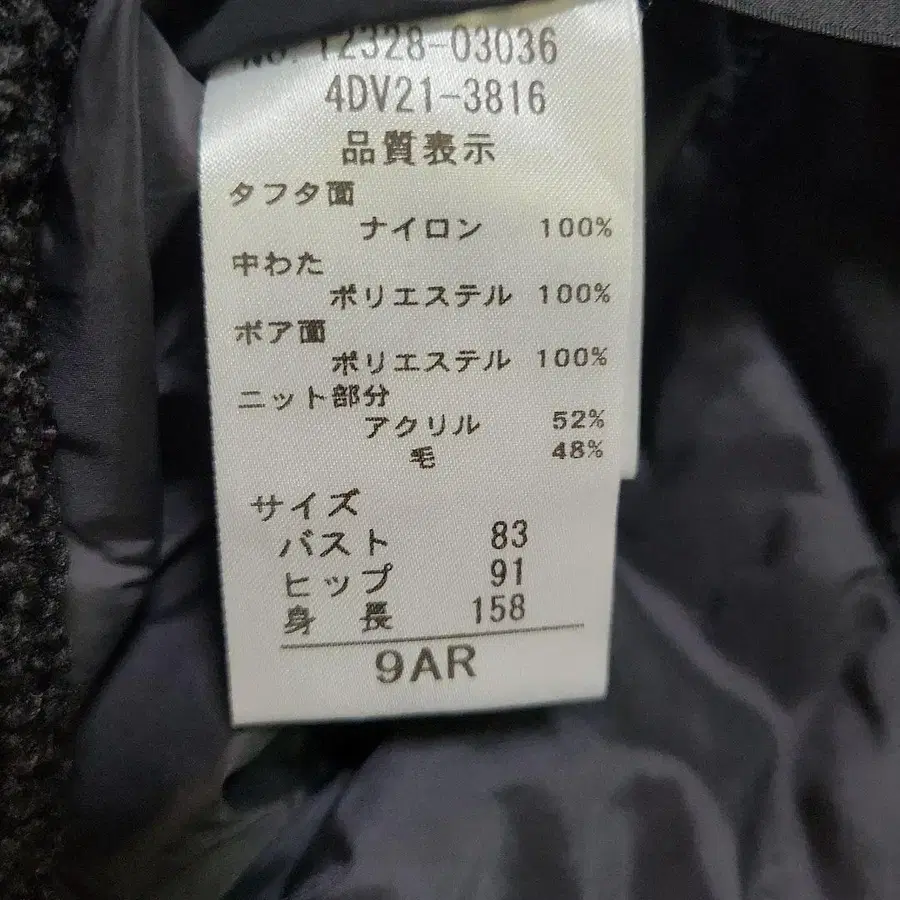 No. 12328-03036
4DV21-3816
品質表示
タフタ面
ナイロン 100%
中わた
ポリエステル 100%
ボア面
ポリエステル 100%
ニット部分
アクリル 52%
毛 48%
サイズ
バスト 83
ヒップ 91
身長 158
9AR